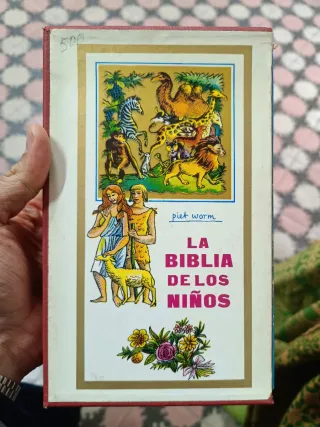 piet worm
LA
BIBLIA
DE LOS
NIÑOS